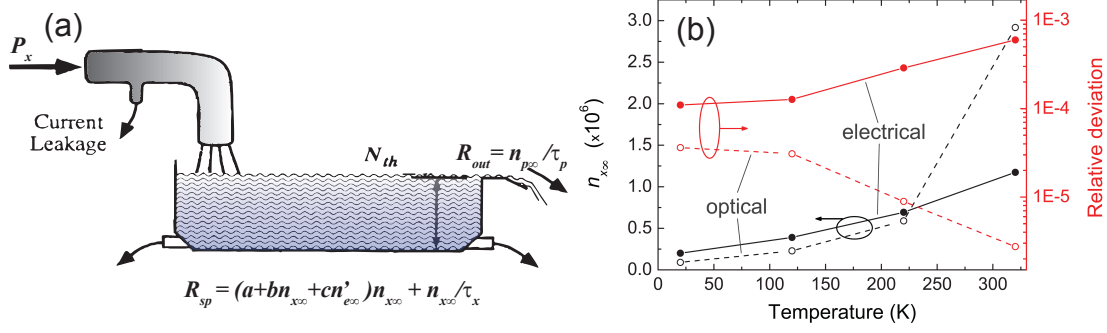 (a)
P_x
Current
Leakage
N_th
R_out = n_p∞/τ_p
R_sp = (a+bn_x∞+cn'_e∞)n_x∞ + n_x∞/τ_x
(b)
3.0
2.5
2.0
1.5
1.0
0.5
0.0
n_x∞ (×10^6)
0 50 100 150 200 250 300
Temperature (K)
electrical
optical
1E-3
1E-4
1E-5
Relative deviation